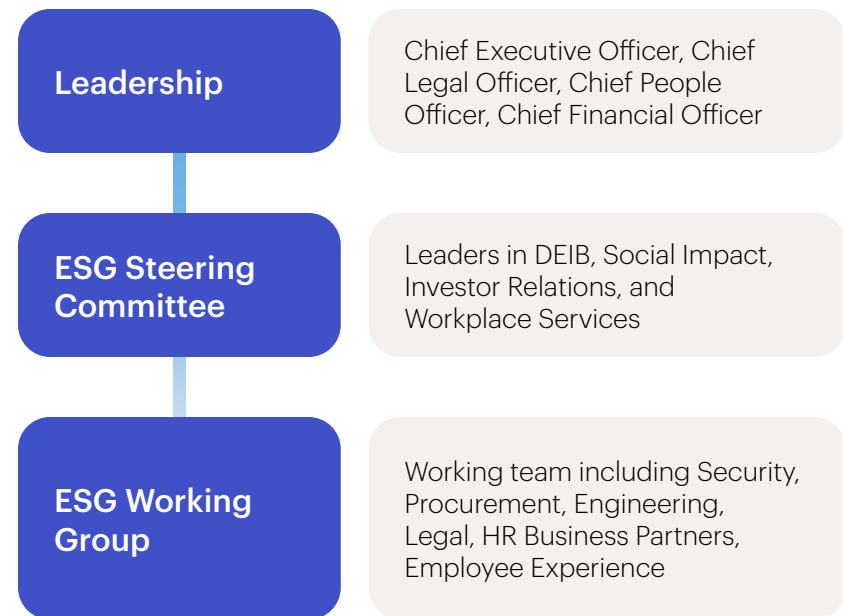 Leadership
Chief Executive Officer, Chief
Legal Officer, Chief People
Officer, Chief Financial Officer
ESG Steering
Committee
Leaders in DEIB, Social Impact,
Investor Relations, and
Workplace Services
ESG Working
Group
Working team including Security,
Procurement, Engineering,
Legal, HR Business Partners,
Employee Experience